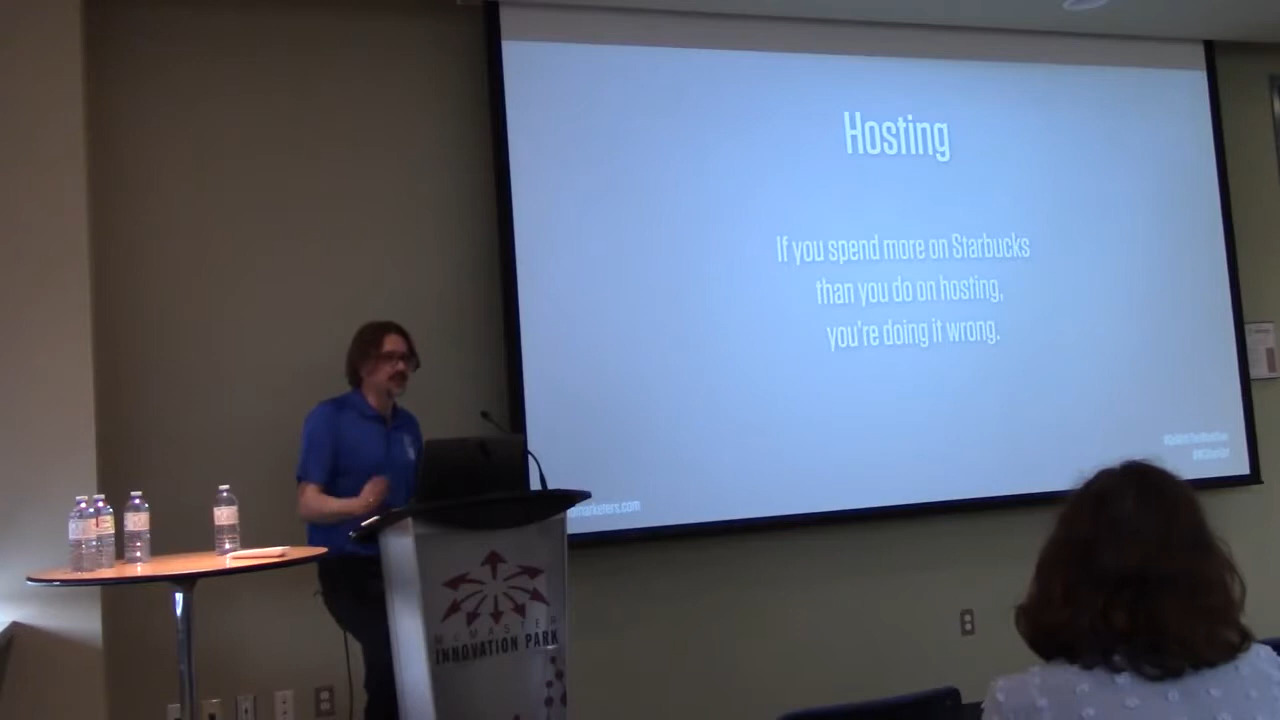 Hosting
If you spend more on Starbucks
than you do on hosting,
you're doing it wrong.
McMASTER
INNOVATION PARK